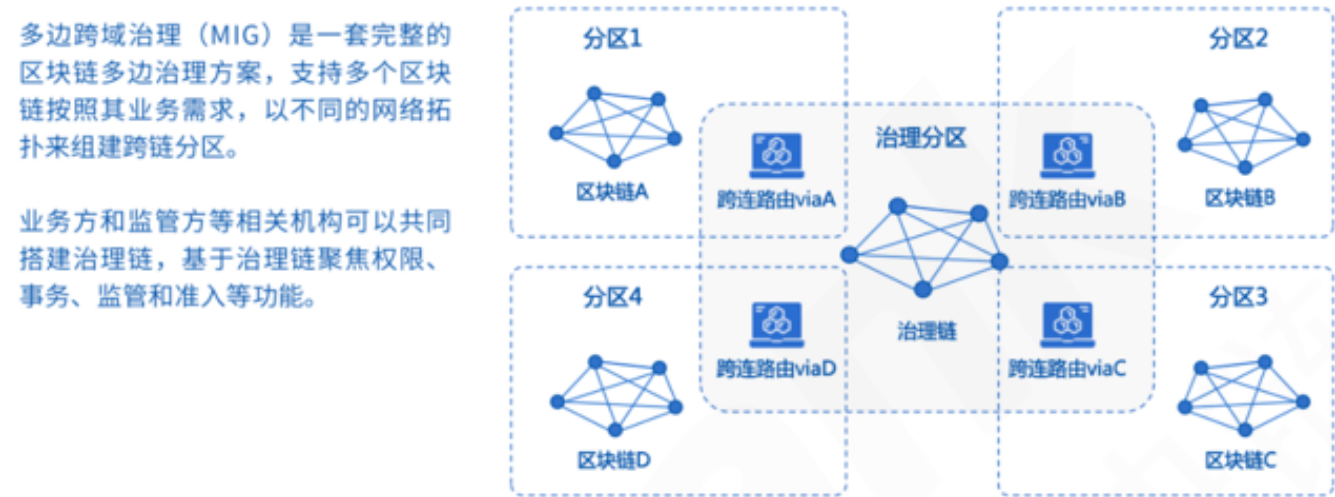 多边跨域治理（MIG）是一套完整的
区块链多边治理方案，支持多个区块
链按照其业务需求，以不同的网络拓
扑来组建跨链分区。
业务方和监管方等相关机构可以共同
搭建治理链，基于治理链聚焦权限、
事务、监管和准入等功能。
分区1
分区2
治理分区
区块链A
跨连路由viaA
跨连路由viaB
区块链B
分区4
分区3
治理链
跨连路由viaD
跨连路由viaC
区块链D
区块链C